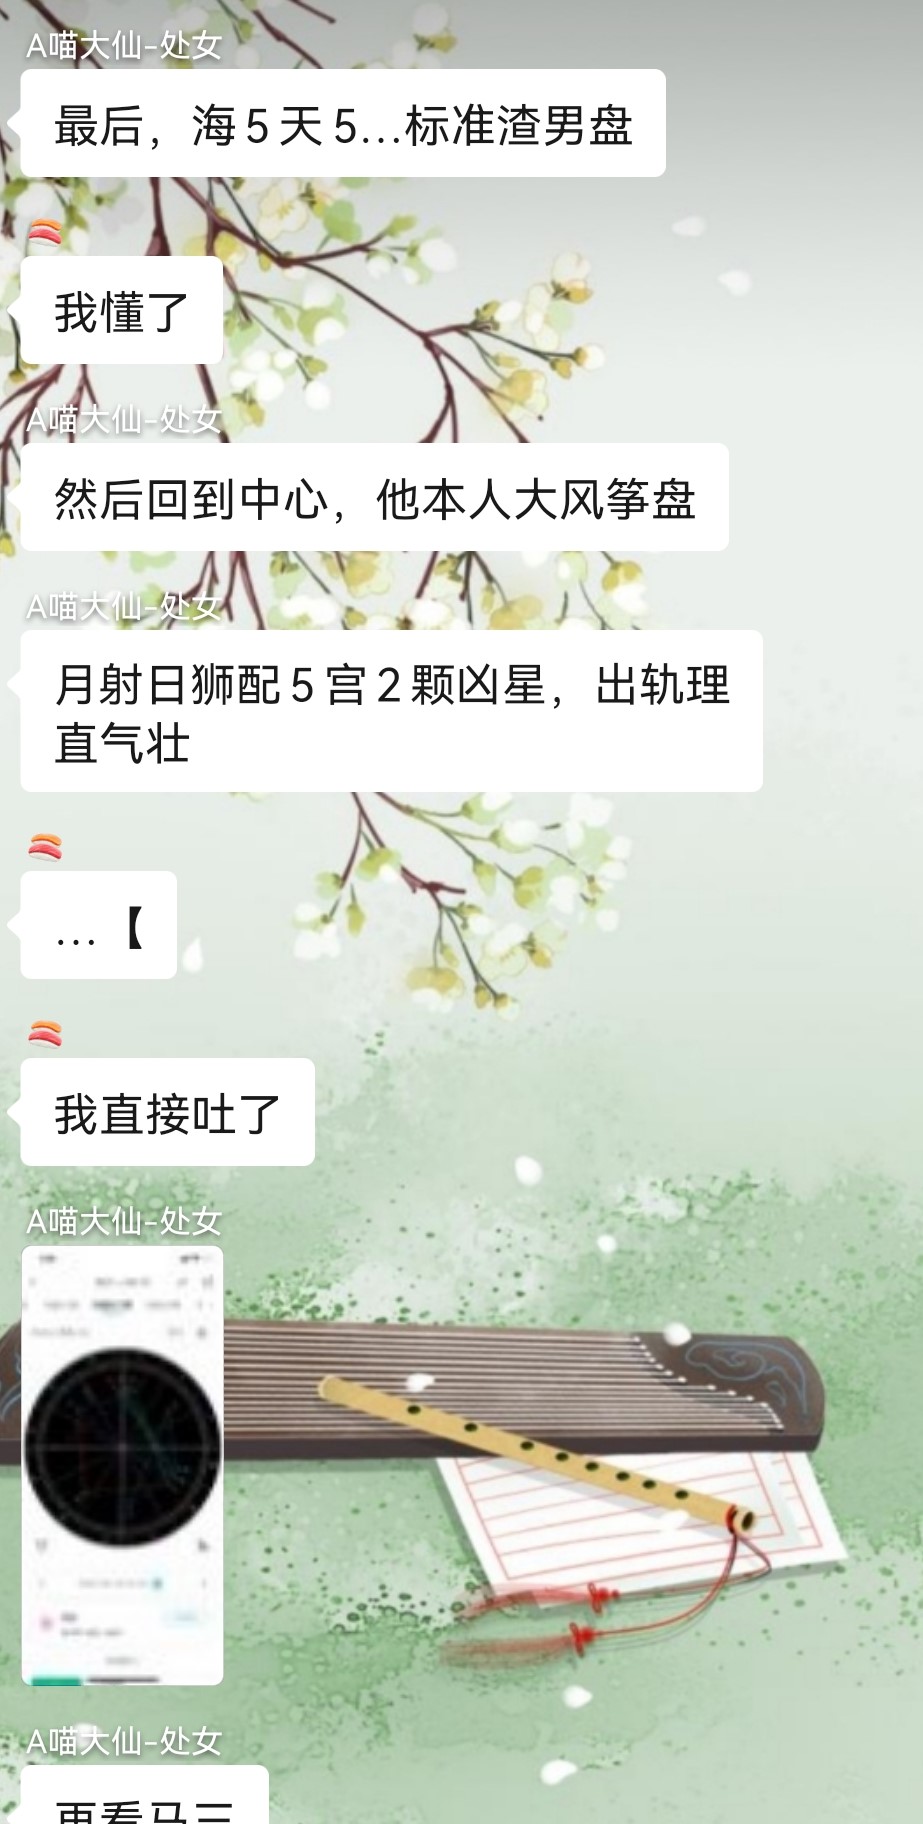 A喵大仙-处女
最后，海5天5...标准渣男盘
我懂了
A喵大仙-处女
然后回到中心，他本人大风筝盘
A喵大仙-处女
月射日狮配5宫2颗凶星，出轨理
直气壮
...【
我直接吐了
A喵大仙-处女
A喵大仙-处女
再看马三